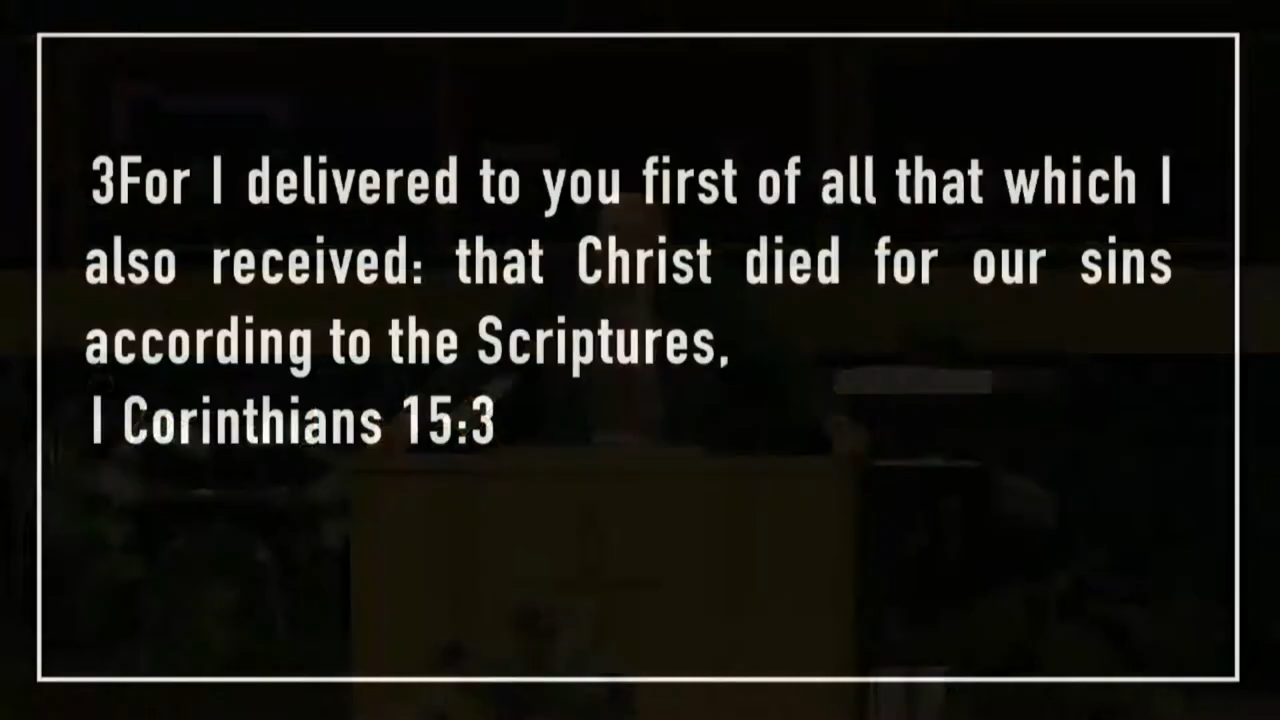 3For I delivered to you first of all that which I
also received: that Christ died for our sins
according to the Scriptures,
I Corinthians 15:3